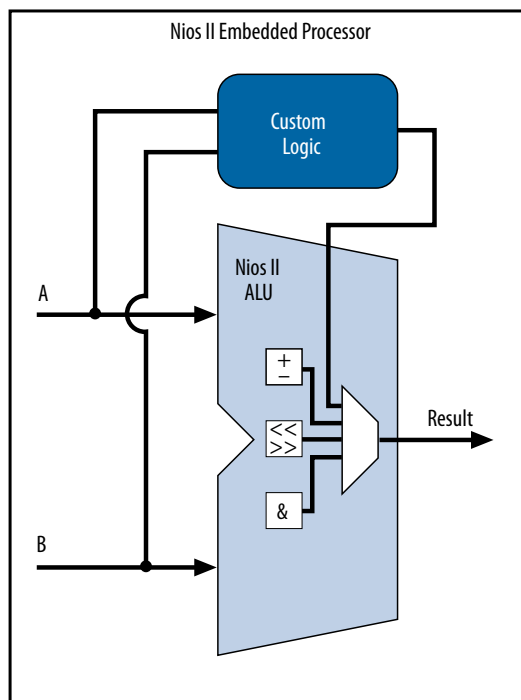 Nios II Embedded Processor
Custom
Logic
Nios II
ALU
A
+
−
<<
>>
Result
&
B